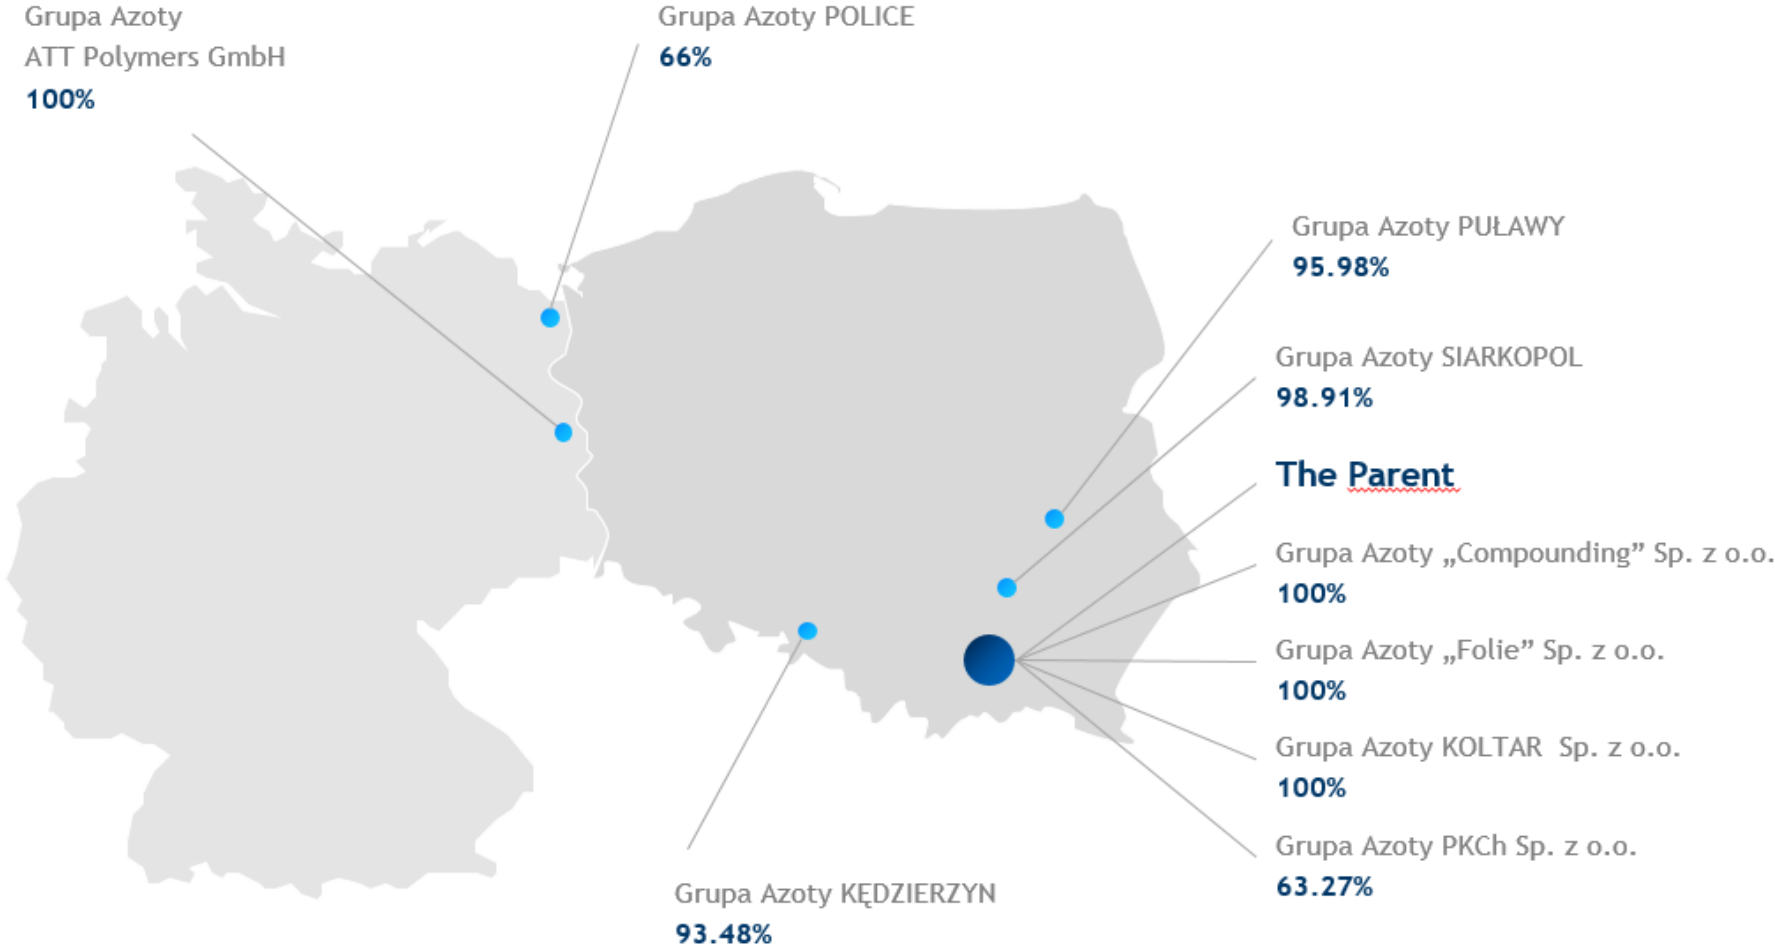 Grupa Azoty
ATT Polymers GmbH
100%
Grupa Azoty POLICE
66%
Grupa Azoty PUŁAWY
95.98%
Grupa Azoty SIARKOPOL
98.91%
The Parent
Grupa Azoty „Compounding” Sp. z o.o.
100%
Grupa Azoty „Folie” Sp. z o.o.
100%
Grupa Azoty KOLTAR Sp. z o.o.
100%
Grupa Azoty PKCh Sp. z o.o.
63.27%
Grupa Azoty KĘDZIERZYN
93.48%